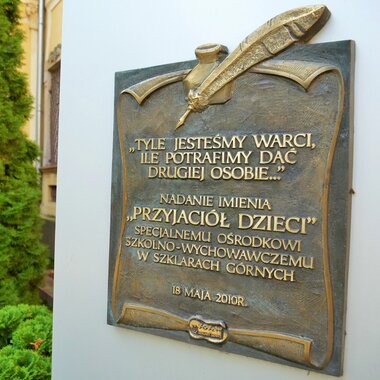 „TYLE JESTEŚMY WARCI,
ILE POTRAFIMY DAĆ
DRUGIEJ OSOBIE..."
NADANIE IMIENIA
„PRZYJACIÓŁ DZIECI"
SPECJALNEMU OŚRODKOWI
SZKOLNO-WYCHOWAWCZEMU
W SZKLARACH GÓRNYCH
18 MAJA 2010R.